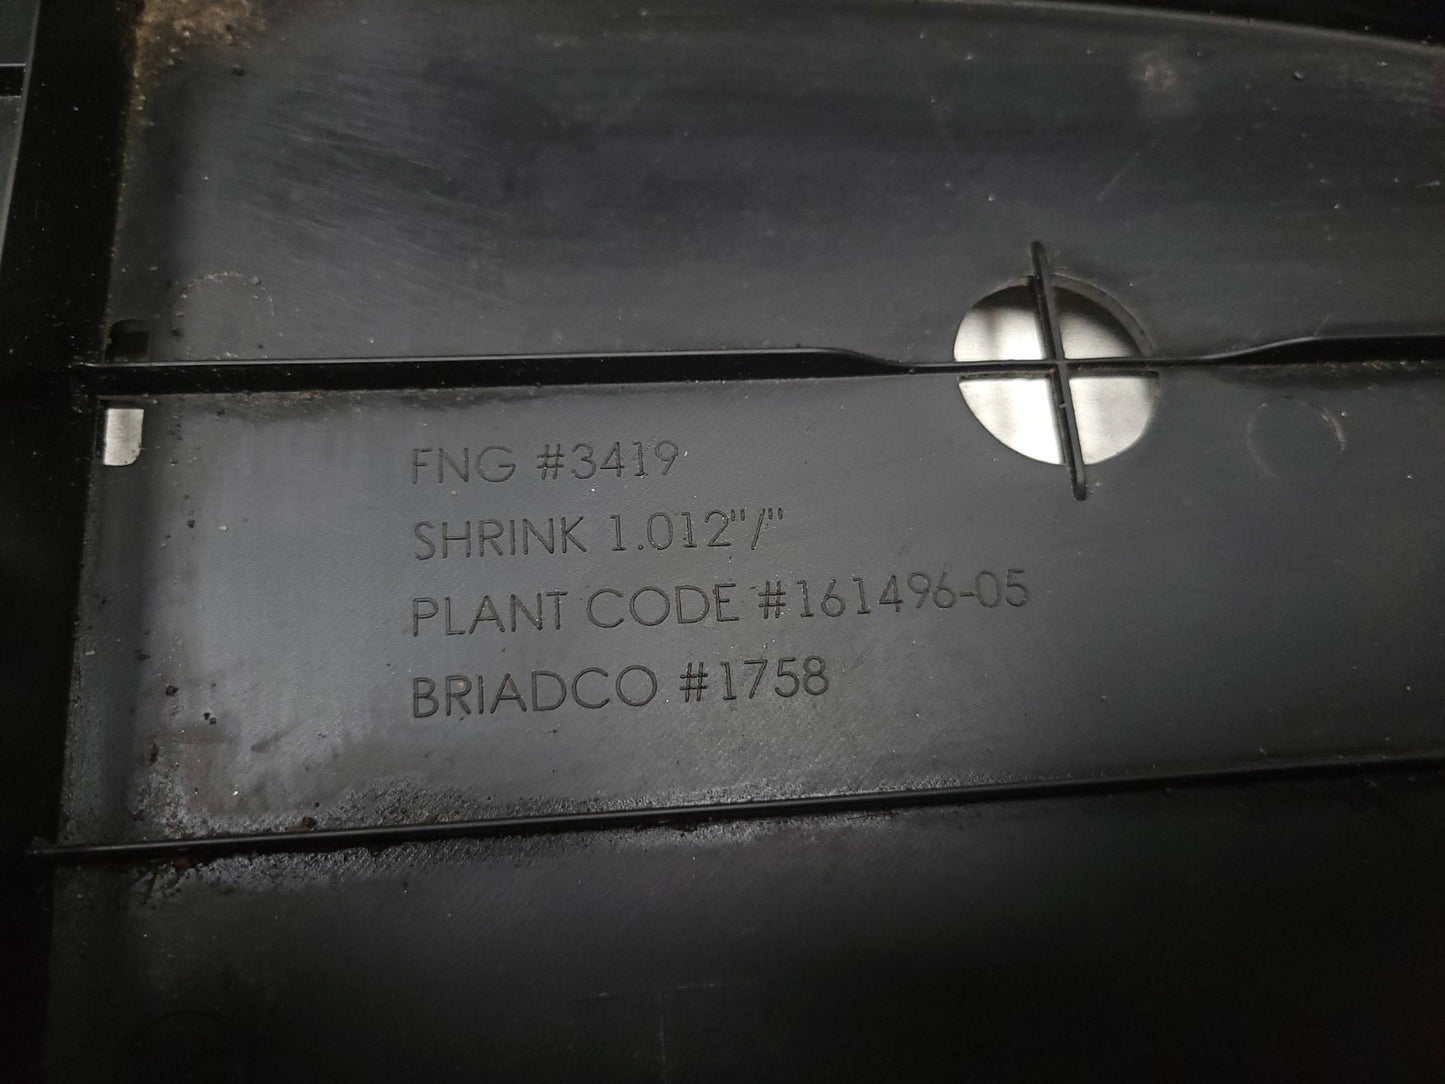 FNG #3419
SHRINK 1.012"/"
PLANT CODE #161496-05
BRIADCO #1758